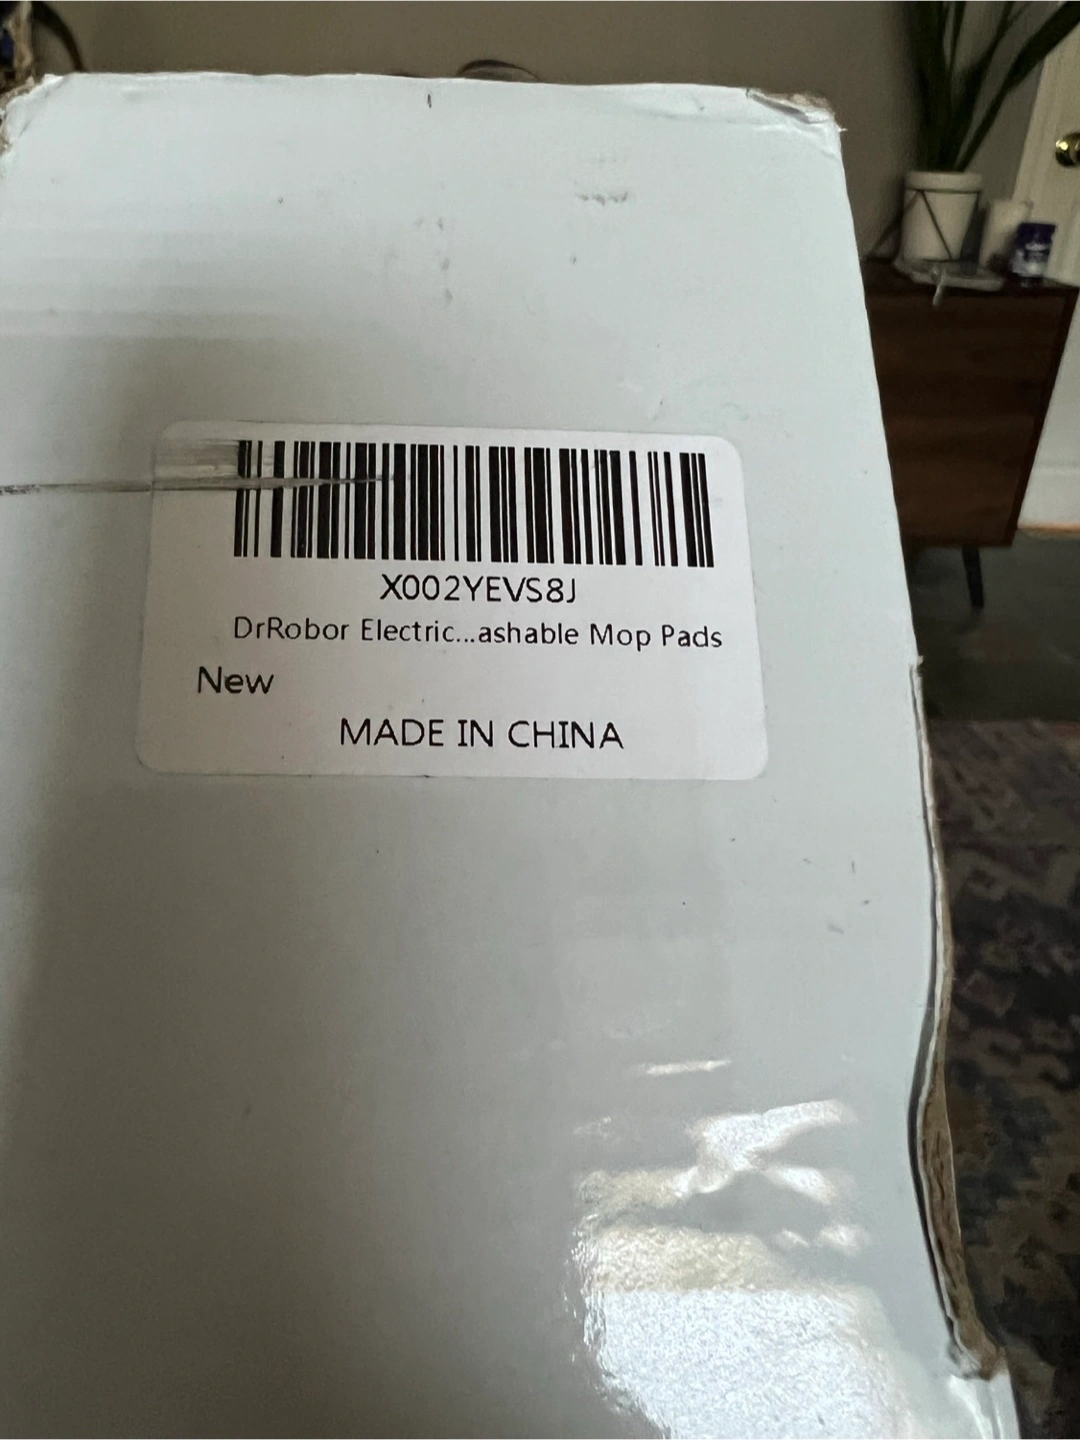 X002YEVS8J
DrRobor Electric...ashable Mop Pads
New
MADE IN CHINA